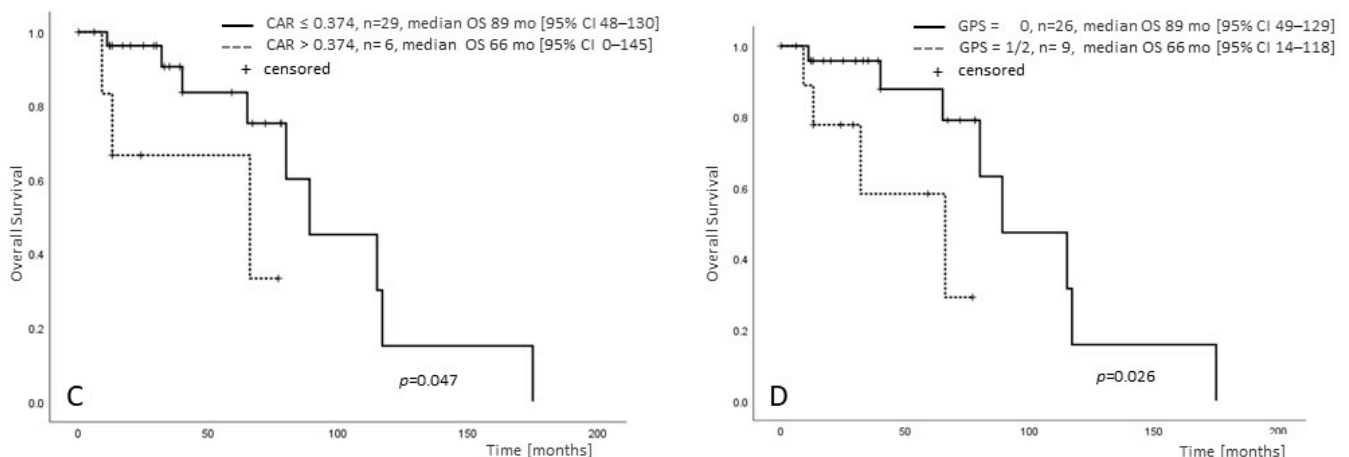 CAR ≤ 0.374, n=29, median OS 89 mo [95% CI 48–130]
CAR > 0.374, n= 6, median OS 66 mo [95% CI 0–145]
+ censored
1.0
0.8
0.6
0.4
0.2
0.0
Overall Survival
C
p=0.047
0
50
100
150
200
Time [months]
GPS = 0, n=26, median OS 89 mo [95% CI 49–129]
GPS = 1/2, n= 9, median OS 66 mo [95% CI 14–118]
+ censored
1.0
0.8
0.6
0.4
0.2
0.0
Overall Survival
D
p=0.026
0
50
100
150
200
Time [months]